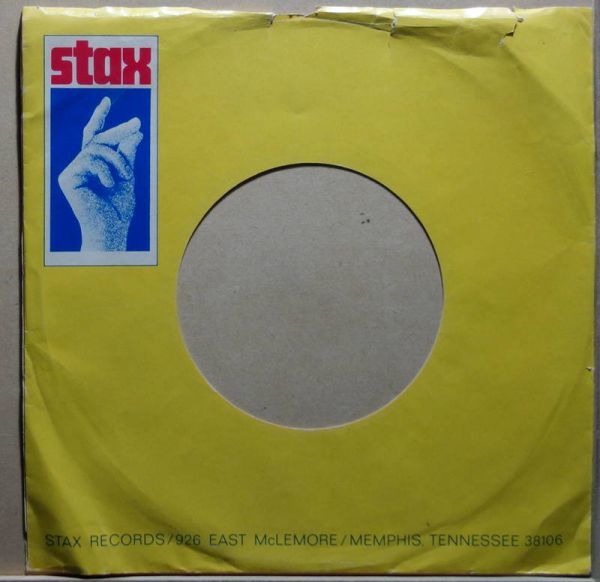 stax
STAX RECORDS/926 EAST McLEMORE/MEMPHIS, TENNESSEE 38106